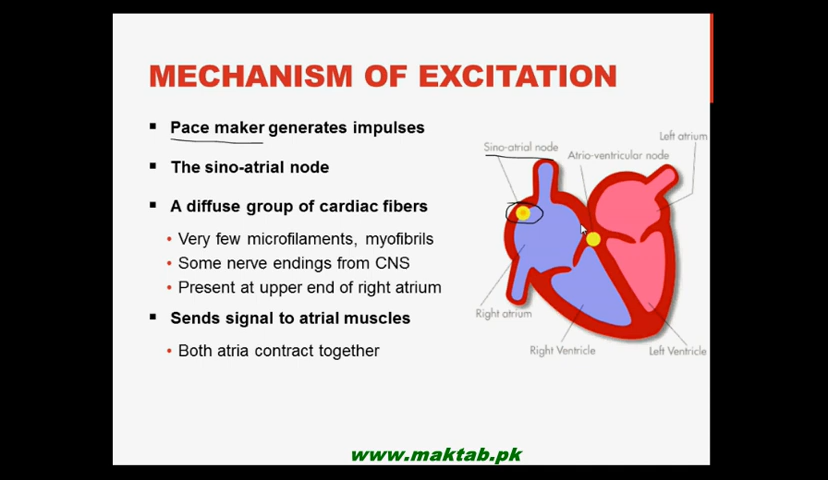 MECHANISM OF EXCITATION
Pace maker generates impulses
The sino-atrial node
A diffuse group of cardiac fibers
Very few microfilaments, myofibrils
Some nerve endings from CNS
Present at upper end of right atrium
Sends signal to atrial muscles
Both atria contract together
Left atrium
Sino-atrial node
Atrio-ventricular node
Right atrium
Right Ventricle
Left Ventricle
www.maktab.pk